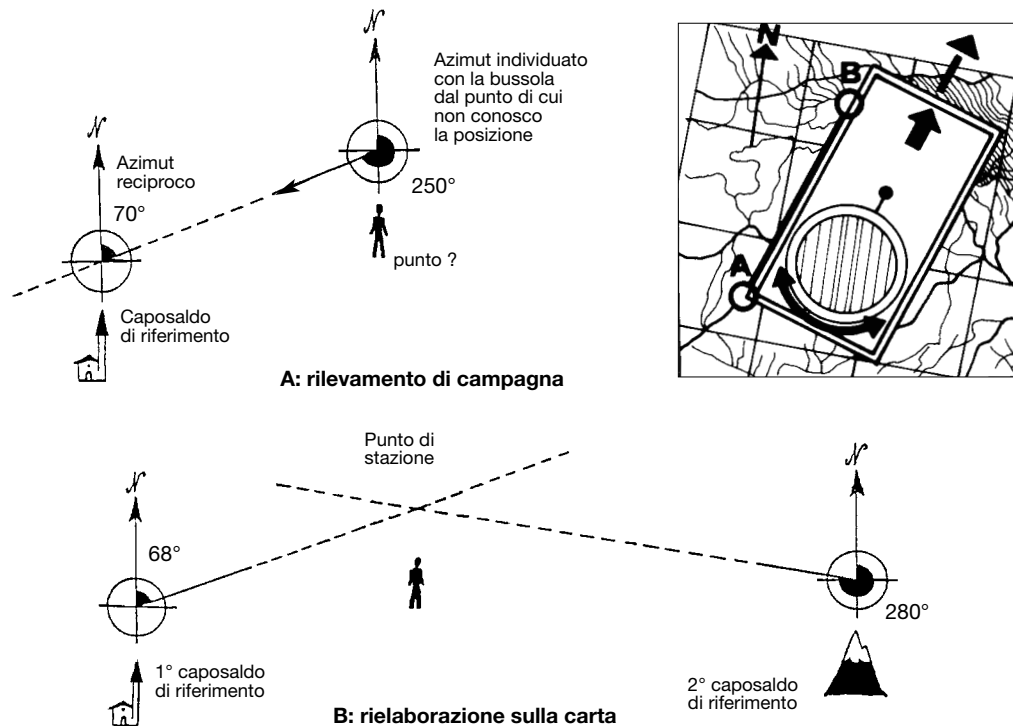 N
Azimut individuato
con la bussola
dal punto di cui
non conosco
la posizione
250°
punto ?
N
Azimut
reciproco
70°
Caposaldo
di riferimento
A: rilevamento di campagna
N
B
A
Punto di
stazione
N
68°
1° caposaldo
di riferimento
N
280°
2° caposaldo
di riferimento
B: rielaborazione sulla carta